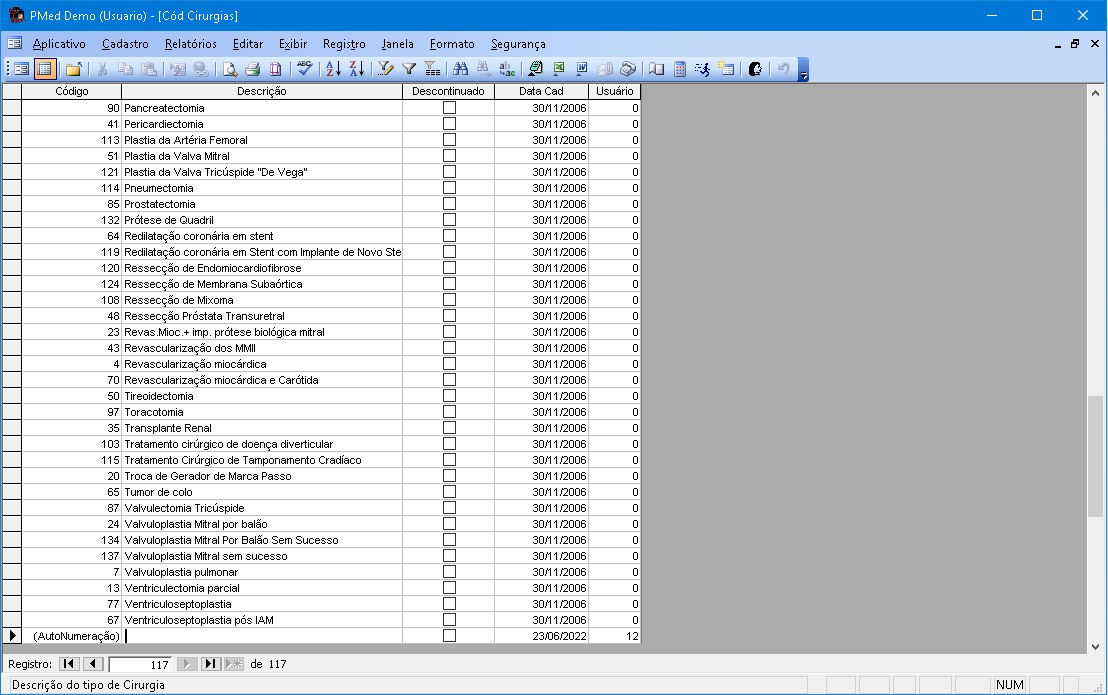 PMed Demo (Usuario) - [Cód Cirurgias]
Aplicativo Cadastro Relatórios Editar Exibir Registro Janela Formato Segurança
Código Descrição Descontinuado Data Cad Usuário
90 Pancreatectomia 30/11/2006 0
41 Pericardiectomia 30/11/2006 0
113 Plastia da Artéria Femoral 30/11/2006 0
51 Plastia da Valva Mitral 30/11/2006 0
121 Plastia da Valva Tricúspide "De Vega" 30/11/2006 0
114 Pneumectomia 30/11/2006 0
85 Prostatectomia 30/11/2006 0
132 Prótese de Quadril 30/11/2006 0
64 Redilatação coronária em stent 30/11/2006 0
119 Redilatação coronária em Stent com Implante de Novo Ste 30/11/2006 0
120 Ressecção de Endomiocardiofibrose 30/11/2006 0
124 Ressecção de Membrana Subaórtica 30/11/2006 0
108 Ressecção de Mixoma 30/11/2006 0
48 Ressecção Próstata Transuretral 30/11/2006 0
23 Revas.Mioc.+ imp. prótese biológica mitral 30/11/2006 0
43 Revascularização dos MMII 30/11/2006 0
4 Revascularização miocárdica 30/11/2006 0
70 Revascularização miocárdica e Carótida 30/11/2006 0
50 Tireoidectomia 30/11/2006 0
97 Toracotomia 30/11/2006 0
35 Transplante Renal 30/11/2006 0
103 Tratamento cirúrgico de doença diverticular 30/11/2006 0
115 Tratamento Cirúrgico de Tamponamento Cradíaco 30/11/2006 0
20 Troca de Gerador de Marca Passo 30/11/2006 0
65 Tumor de colo 30/11/2006 0
87 Valvulectomia Tricúspide 30/11/2006 0
24 Valvuloplastia Mitral por balão 30/11/2006 0
134 Valvuloplastia Mitral Por Balão Sem Sucesso 30/11/2006 0
137 Valvuloplastia Mitral sem sucesso 30/11/2006 0
7 Valvuloplastia pulmonar 30/11/2006 0
13 Ventriculectomia parcial 30/11/2006 0
77 Ventriculoseptoplastia 30/11/2006 0
67 Ventriculoseptoplastia pós IAM 30/11/2006 0
(AutoNumeração) 23/06/2022 12
Registro: 117 de 117
Descrição do tipo de Cirurgia NUM